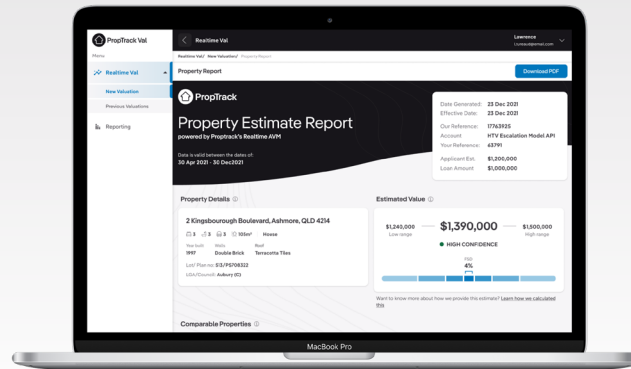 PropTrack Val
Realtime Val
Lawrence
Menu
Realtime Val/ New Valuation/ Property Report
Realtime Val
Property Report
Download PDF
New Valuation
Previous Valuations
Reporting
PropTrack
Property Estimate Report
powered by Proptrack's Realtime AVM
Data is valid between the dates of:
30 Apr 2021 - 30 Dec2021
Date Generated: 23 Dec 2021
Effective Date: 23 Dec 2021
Our Reference: 17763925
Account HTV Escalation Model API
Your Reference: 63791
Applicant Est: $1,200,000
Loan Amount $1,000,000
Property Details
2 Kingsbourough Boulevard, Ashmore, QLD 4214
3 3 3 105m² House
Year built Walls Roof
1997 Double Brick Terracotta Tiles
Lot/ Plan no: S13/PS708322
LGA/Council: Aubury (C)
Estimated Value
$1,240,000 $1,390,000 $1,500,000
Low range High range
HIGH CONFIDENCE
FSD
4%
Want to know more about how we provide this estimate? Learn how we calculated
this
Comparable Properties
MacBook Pro